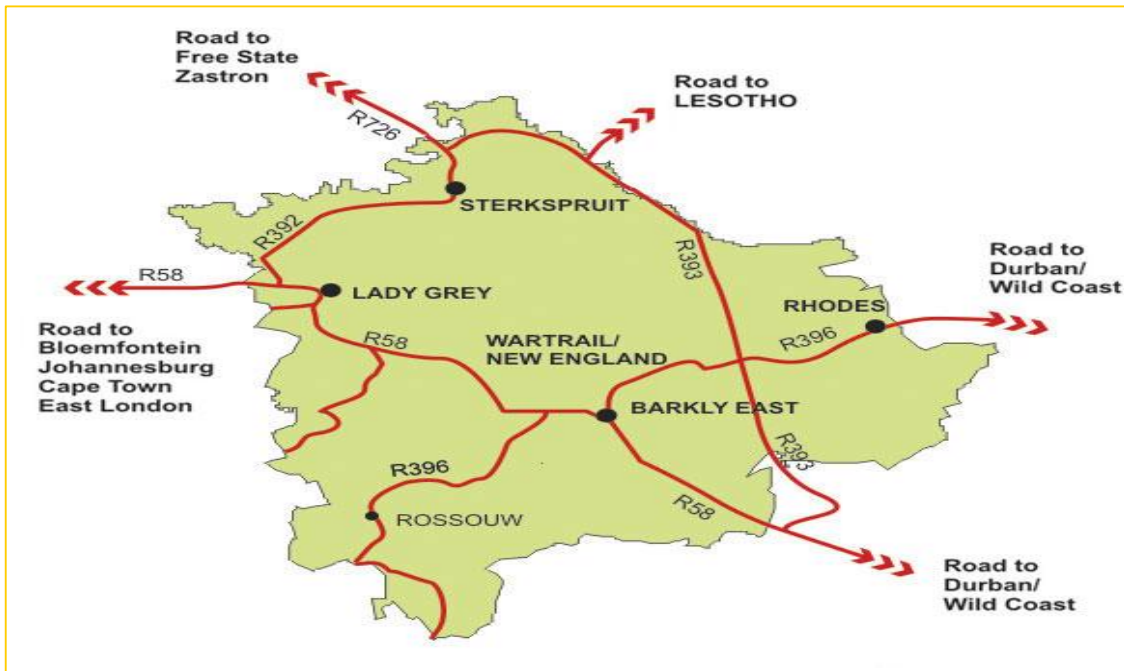 Road to
Free State
Zastron
Road to
LESOTHO
R726
STERKSPRUIT
R392
R393
Road to
Durban/
Wild Coast
R58
LADY GREY
RHODES
Road to
Bloemfontein
Johannesburg
Cape Town
East London
R58
WARTRAIL/
NEW ENGLAND
R396
BARKLY EAST
R396
R393
R58
ROSSOUW
Road to
Durban/
Wild Coast